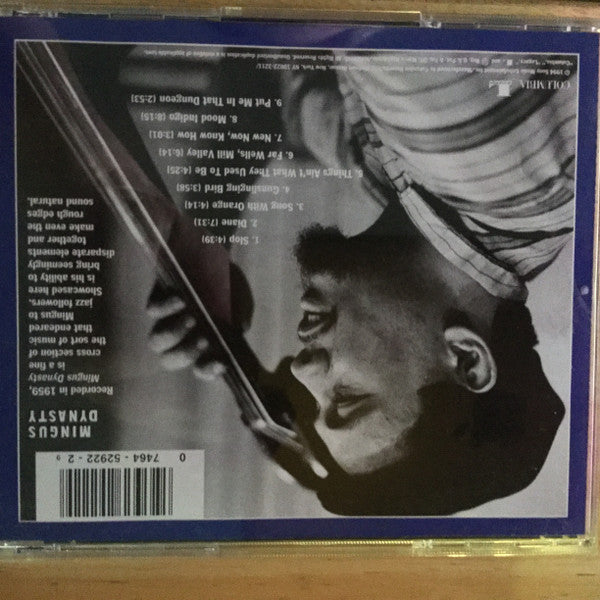 0 7464 - 52922 - 2
MINGUS
DYNASTY
Recorded in 1959,
Mingus Dynasty
is a fine
cross section of
the sort of music
that endeared
Mingus to
jazz followers.
Showcased here
is his ability to
bring seemingly
disparate elements
together and
make even the
rough edges
sound natural.
1. Slop (4:39)
2. Diane (7:31)
3. Song With Orange (4:14)
4. Gunslinging Bird (3:58)
5. Things Ain't What They Used To Be (4:25)
6. Far Wells, Mill Valley (6:14)
7. New Now, Know How (3:01)
8. Mood Indigo (8:15)
9. Put Me In That Dungeon (2:53)
COLUMBIA